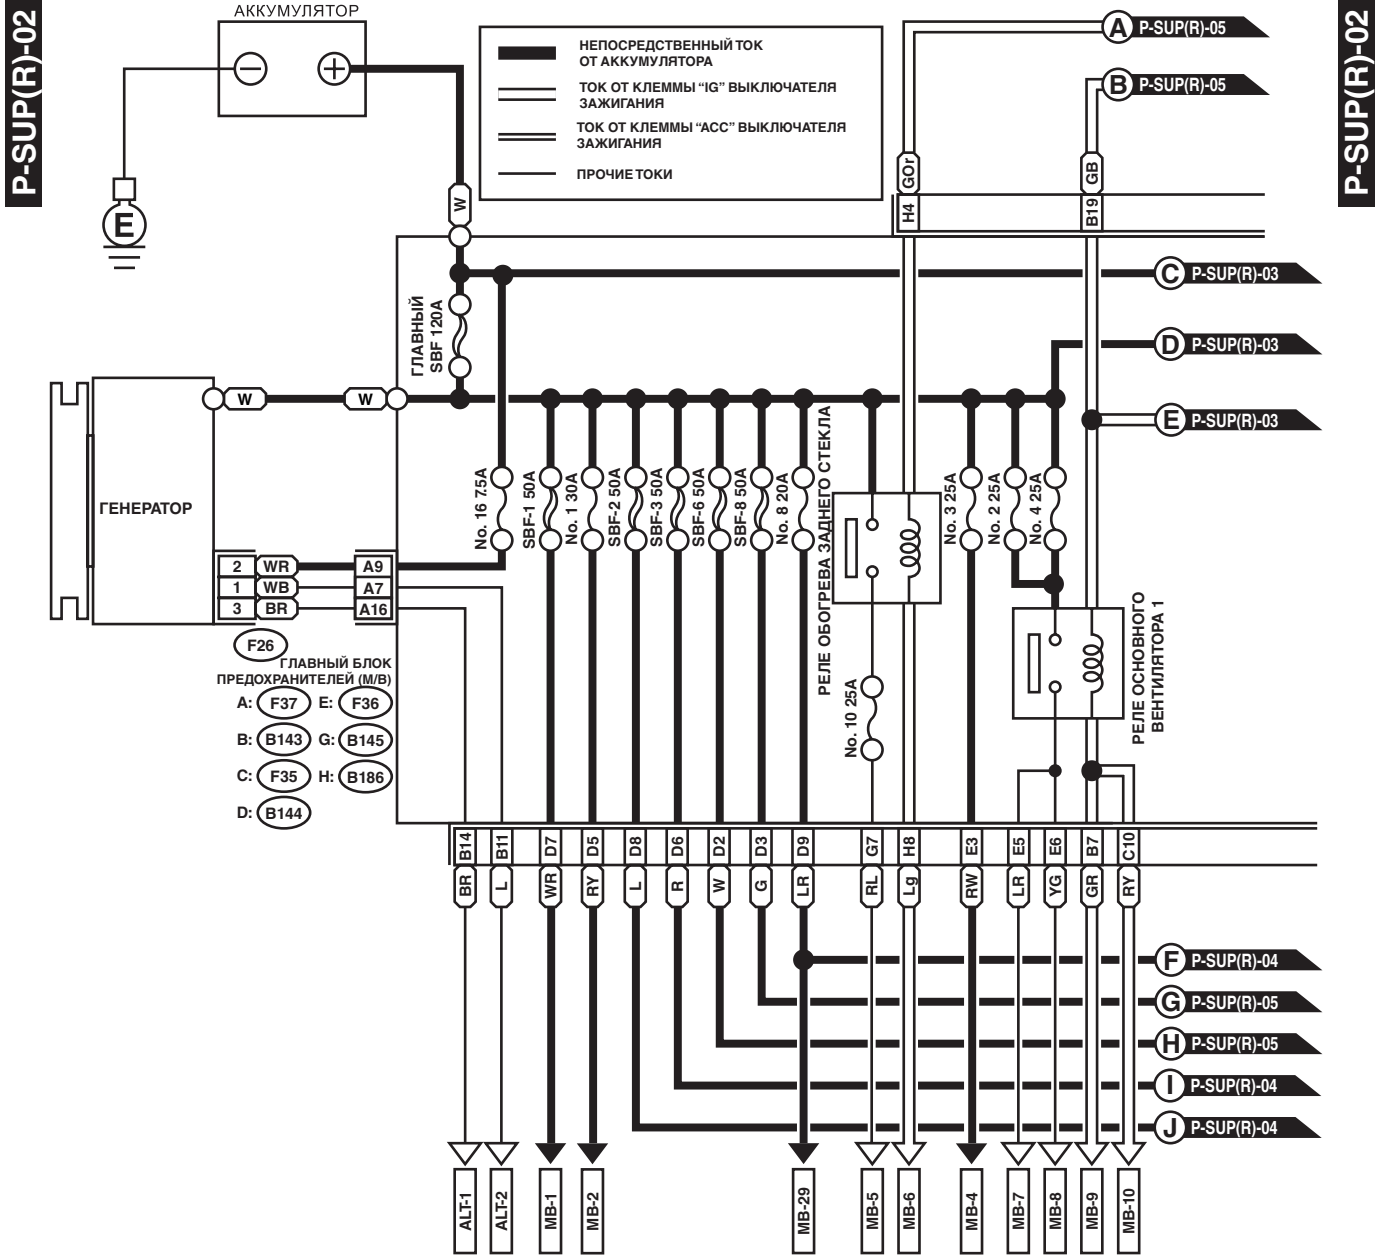 P-SUP(R)-02
P-SUP(R)-02
АККУМУЛЯТОР
НЕПОСРЕДСТВЕННЫЙ ТОК
ОТ АККУМУЛАТОРА
ТОК ОТ КЛЕММЫ “IG” ВЫКЛЮЧАТЕЛЯ
ЗАЖИГАНИЯ
ТОК ОТ КЛЕММЫ “ACC” ВЫКЛЮЧАТЕЛЯ
ЗАЖИГАНИЯ
ПРОЧИЕ ТОКИ
A P-SUP(R)-05
B P-SUP(R)-05
GOr
GB
H4
B19
E
W
C P-SUP(R)-03
D P-SUP(R)-03
E P-SUP(R)-03
ГЛАВНЫЙ
SBF 120A
W
W
ГЕНЕРАТОР
No. 16 7.5A
SBF-1 50A
No. 1 30A
SBF-2 50A
SBF-3 50A
SBF-6 50A
SBF-8 50A
No. 8 20A
РЕЛЕ ОБОГРЕВА ЗАДНЕГО СТЕКЛА
No. 3 25A
No. 2 25A
No. 4 25A
2 WR A9
1 WB A7
3 BR A16
F26
ГЛАВНЫЙ БЛОК
ПРЕДОХРАНИТЕЛЕЙ (M/B)
A: F37 E: F36
B: B143 G: B145
C: F35 H: B186
D: B144
No. 10 25A
РЕЛЕ ОСНОВНОГО
ВЕНТИЛЯТОРА 1
B14 B11 D7 D5 D8 D6 D2 D3 D9 G7 H8 E3 E5 E6 B7 C10
BR L WR RY L R W G LR RL Lg RW LR YG GR RY
F P-SUP(R)-04
G P-SUP(R)-05
H P-SUP(R)-05
I P-SUP(R)-04
J P-SUP(R)-04
ALT-1 ALT-2 MB-1 MB-2 MB-29 MB-5 MB-6 MB-4 MB-7 MB-8 MB-9 MB-10